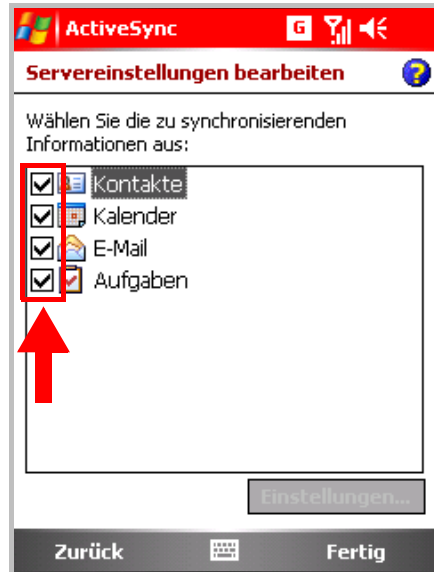 ActiveSync G
Servereinstellungen bearbeiten ?
Wählen Sie die zu synchronisierenden
Informationen aus:
Kontakte
Kalender
E-Mail
Aufgaben
Einstellungen...
Zurück Fertig